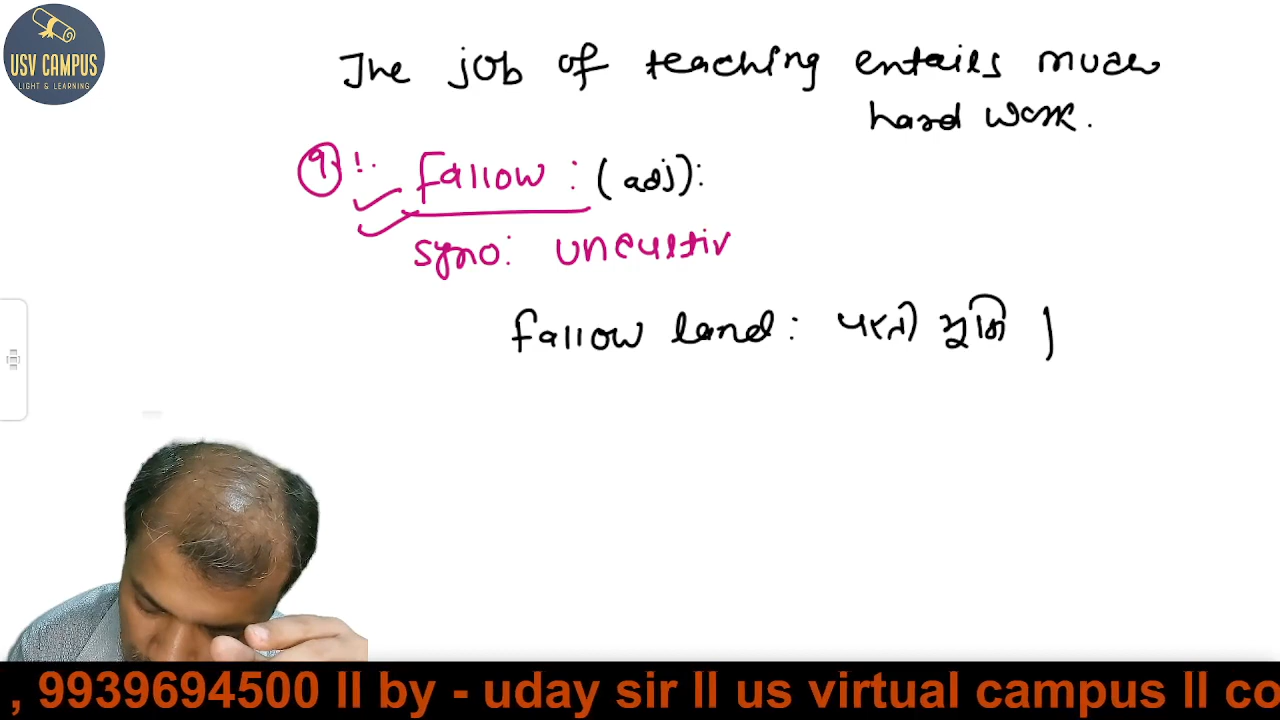 USV CAMPUS
LIGHT & LEARNING
The job of teaching entails much
hard work.
9 !. Fallow : (adj):
syno: uncultiv
fallow land: परती भूमि |
, 9939694500 ll by - uday sir ll us virtual campus ll co